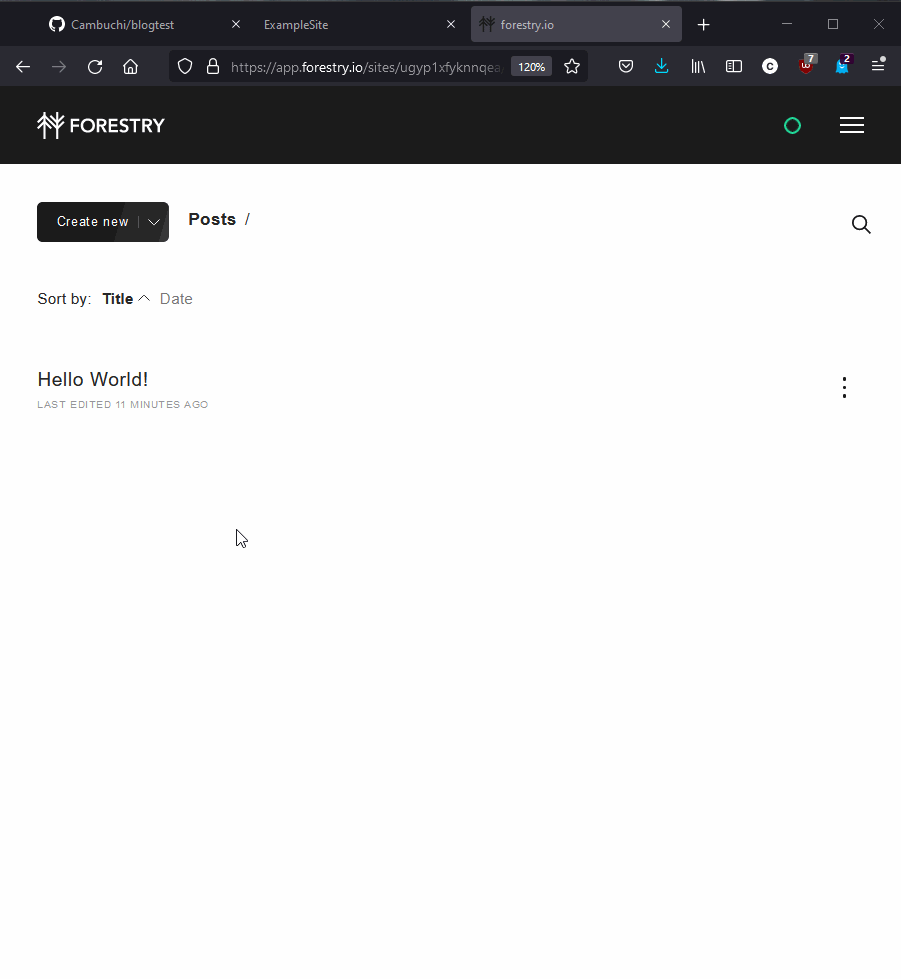 Cambuchi/blogtest
ExampleSite
forestry.io
https://app.forestry.io/sites/ugyp1xfyknnqea
120%
C
7
2
FORESTRY
Create new
Posts /
Sort by: Title Date
Hello World!
LAST EDITED 11 MINUTES AGO